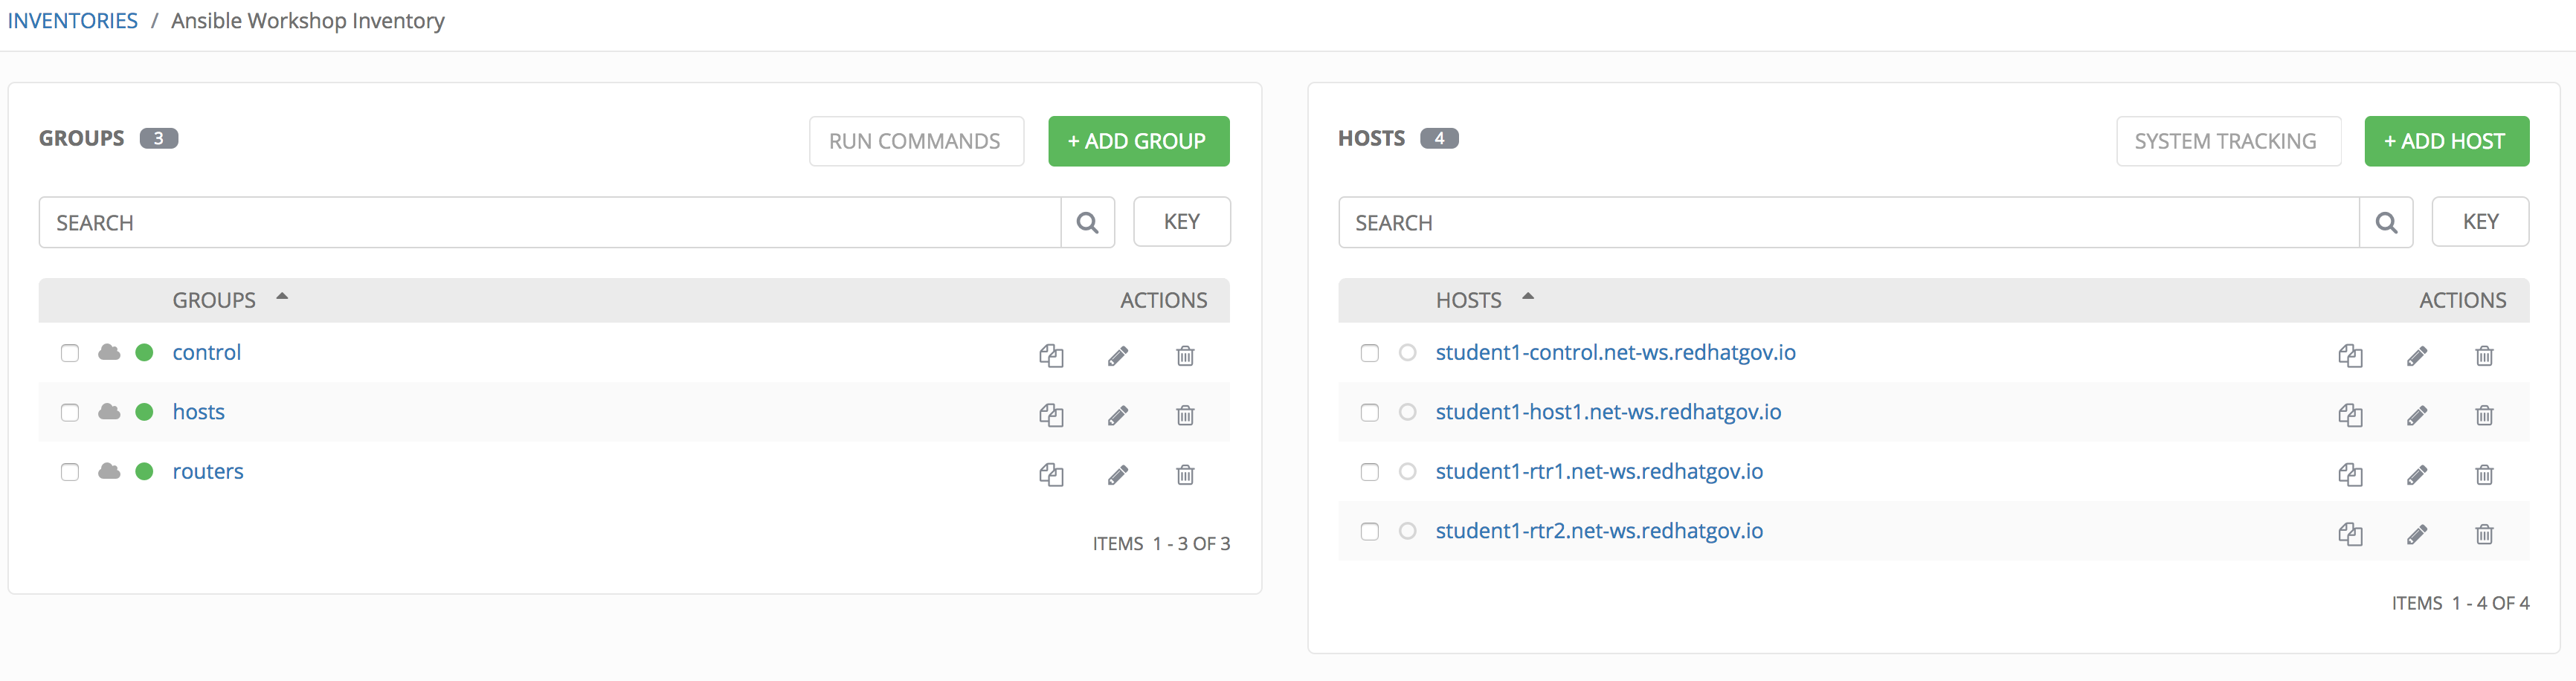 INVENTORIES / Ansible Workshop Inventory
GROUPS 3
RUN COMMANDS
+ ADD GROUP
SEARCH
KEY
GROUPS
ACTIONS
control
hosts
routers
ITEMS 1 - 3 OF 3
HOSTS 4
SYSTEM TRACKING
+ ADD HOST
SEARCH
KEY
HOSTS
ACTIONS
student1-control.net-ws.redhatgov.io
student1-host1.net-ws.redhatgov.io
student1-rtr1.net-ws.redhatgov.io
student1-rtr2.net-ws.redhatgov.io
ITEMS 1 - 4 OF 4